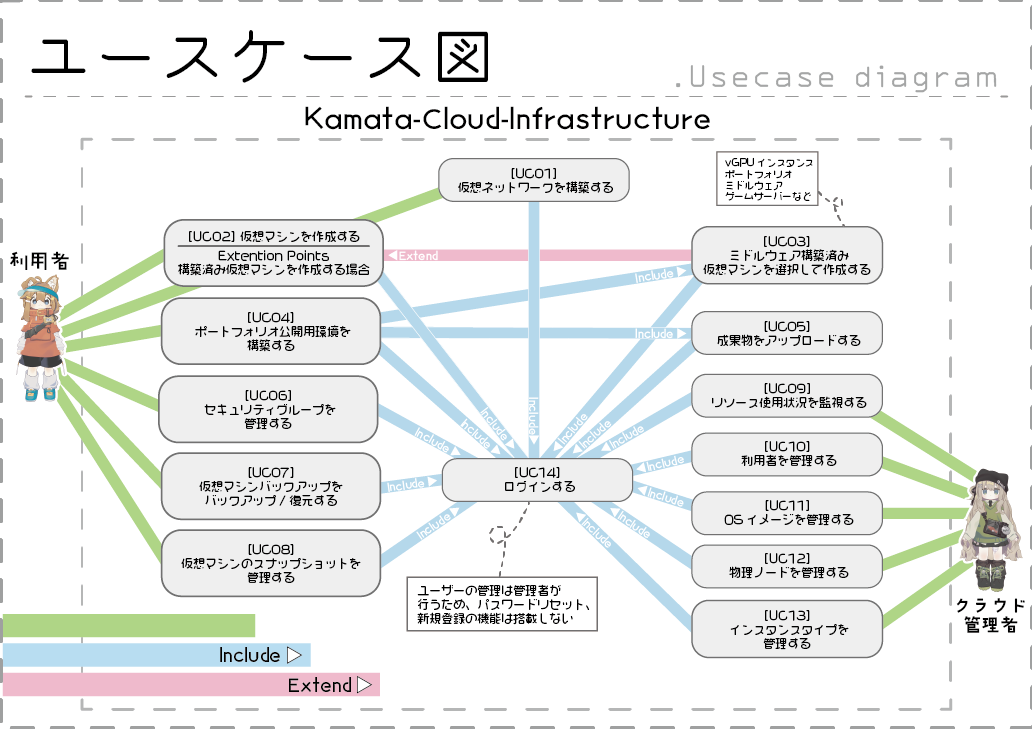 ユースケース図
.Usecase diagram
Kamata-Cloud-Infrastructure
[UC01]
仮想ネットワークを構築する
vGPUインスタンス
ポートフォリオ
ミドルウェア
ゲームサーバーなど
利用者
[UC02] 仮想マシンを作成する
Extention Points
構築済み仮想マシンを作成する場合
Extend
[UC03]
ミドルウェア構築済み
仮想マシンを選択して作成する
Include
[UC04]
ポートフォリオ公開用環境を
構築する
Include
[UC05]
成果物をアップロードする
[UC06]
セキュリティグループを
管理する
[UC09]
リソース使用状況を監視する
Include
Include
Include
Include
Include
Include
Include
[UC10]
利用者を管理する
Include
[UC07]
仮想マシンバックアップを
バックアップ / 復元する
Include
[UC14]
ログインする
[UC11]
OSイメージを管理する
Include
Include
Include
Include
[UC08]
仮想マシンのスナップショットを
管理する
[UC12]
物理ノードを管理する
ユーザーの管理は管理者が
行うため、パスワードリセット、
新規登録の機能は搭載しない
[UC13]
インスタンスタイプを
管理する
クラウド
管理者
Include
Extend